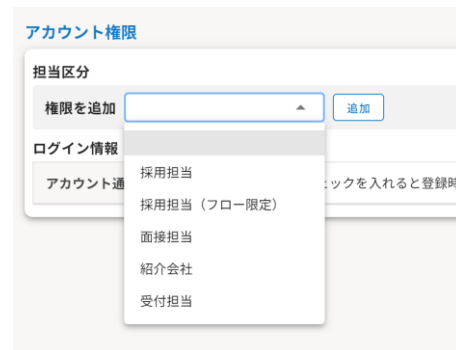 アカウント権限
担当区分
権限を追加
追加
ログイン情報
採用担当
アカウント通
ックを入れると登録時
採用担当（フロー限定）
面接担当
紹介会社
受付担当